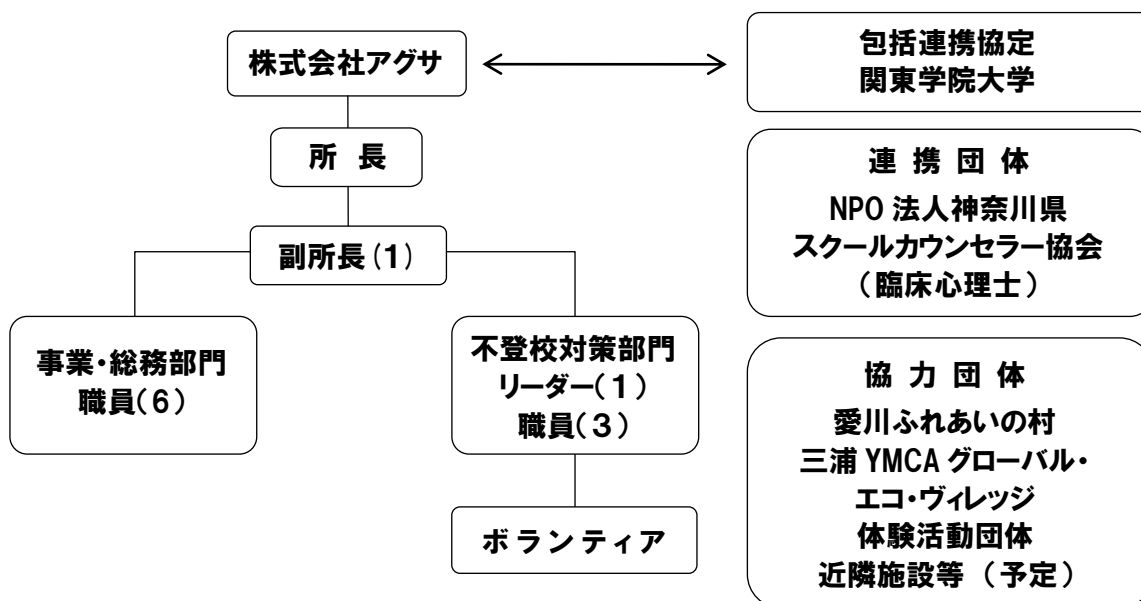 株式会社アグサ
包括連携協定
関東学院大学
所 長
連 携 団 体
NPO 法人神奈川県
スクールカウンセラー協会
（臨床心理士）
副所長(1)
事業・総務部門
職員(６)
不登校対策部門
リーダー(１)
職員(３)
ボランティア
協 力 団 体
愛川ふれあいの村
三浦 YMCA グローバル・
エコ・ヴィレッジ
体験活動団体
近隣施設等 （予定）